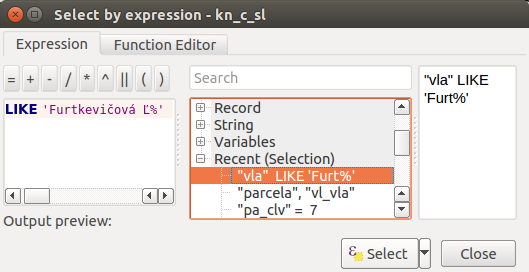 Select by expression - kn_c_sl
Expression
Function Editor
= + - / * ^ || ( )
Search
LIKE 'Furtkevičová Ľ%'
Record
String
Variables
Recent (Selection)
"vla" LIKE 'Furt%'
"parcela", "vl_vla"
"pa_clv" = 7
"vla" LIKE
'Furt%'
Output preview:
ε Select
Close